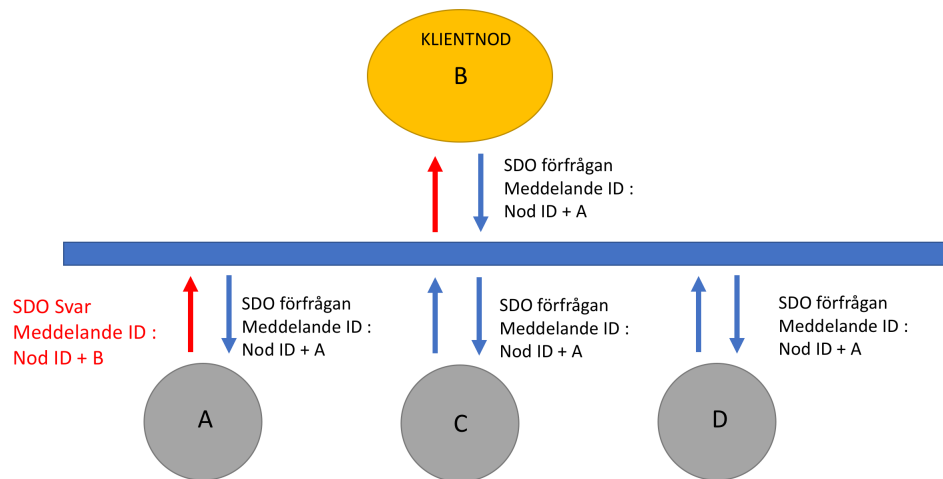 KLIENTNOD
B
SDO förfrågan
Meddelande ID :
Nod ID + A
SDO Svar
Meddelande ID :
Nod ID + B
SDO förfrågan
Meddelande ID :
Nod ID + A
SDO förfrågan
Meddelande ID :
Nod ID + A
SDO förfrågan
Meddelande ID :
Nod ID + A
A
C
D